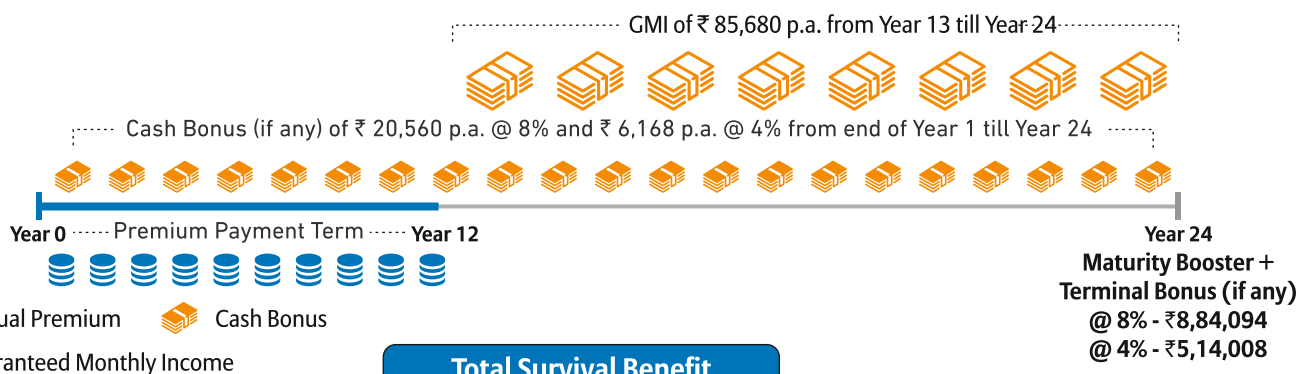 GMI of ₹ 85,680 p.a. from Year 13 till Year 24
Cash Bonus (if any) of ₹ 20,560 p.a. @ 8% and ₹ 6,168 p.a. @ 4% from end of Year 1 till Year 24
Year 0 Premium Payment Term Year 12
Year 24
Maturity Booster +
Terminal Bonus (if any)
@ 8% - ₹8,84,094
@ 4% - ₹5,14,008
ual Premium Cash Bonus
ranteed Monthly Income
Total Survival Benefit